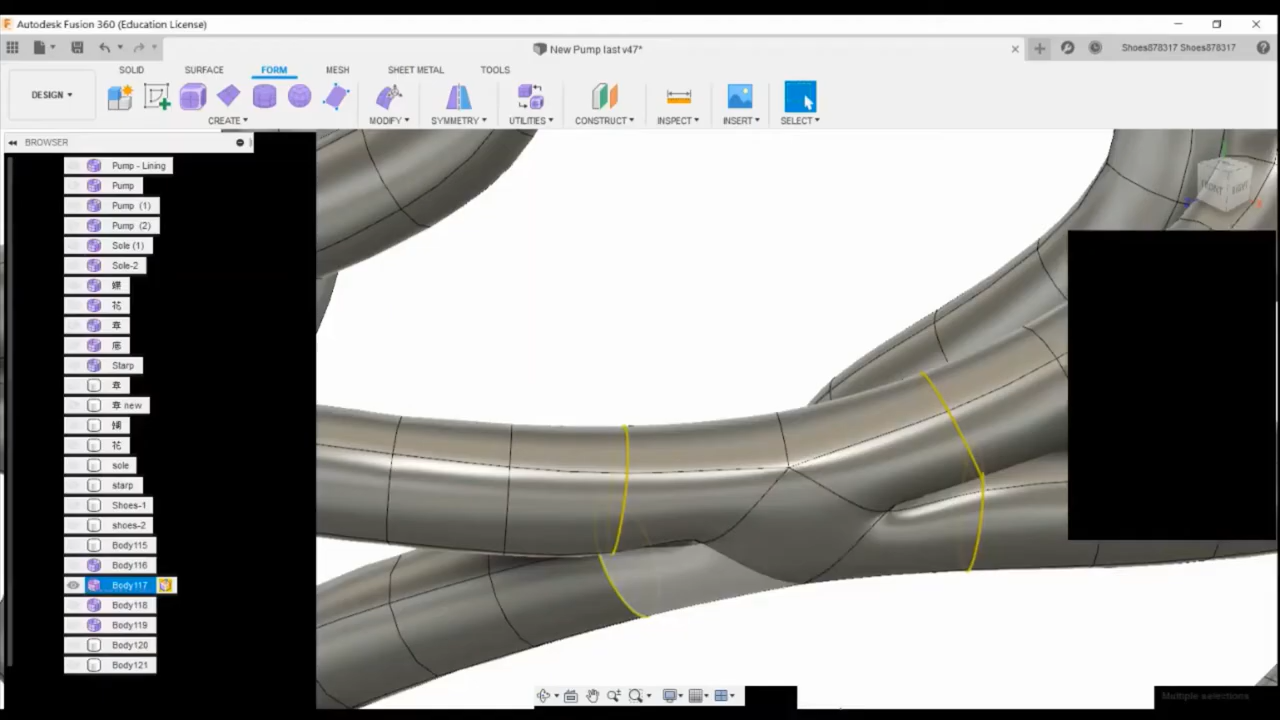 Autodesk Fusion 360 (Education License)
New Pump last v47*
Shoes878317 Shoes878317
DESIGN
SOLID
SURFACE
FORM
MESH
SHEET METAL
TOOLS
CREATE
MODIFY
SYMMETRY
UTILITIES
CONSTRUCT
INSPECT
INSERT
SELECT
BROWSER
Pump - Lining
Pump
Pump (1)
Pump (2)
Sole (1)
Sole-2
花
章
底
Starp
章
章 new
花
sole
starp
Shoes-1
shoes-2
Body115
Body116
Body117
Body118
Body119
Body120
Body121
FRONT
Multiple selections